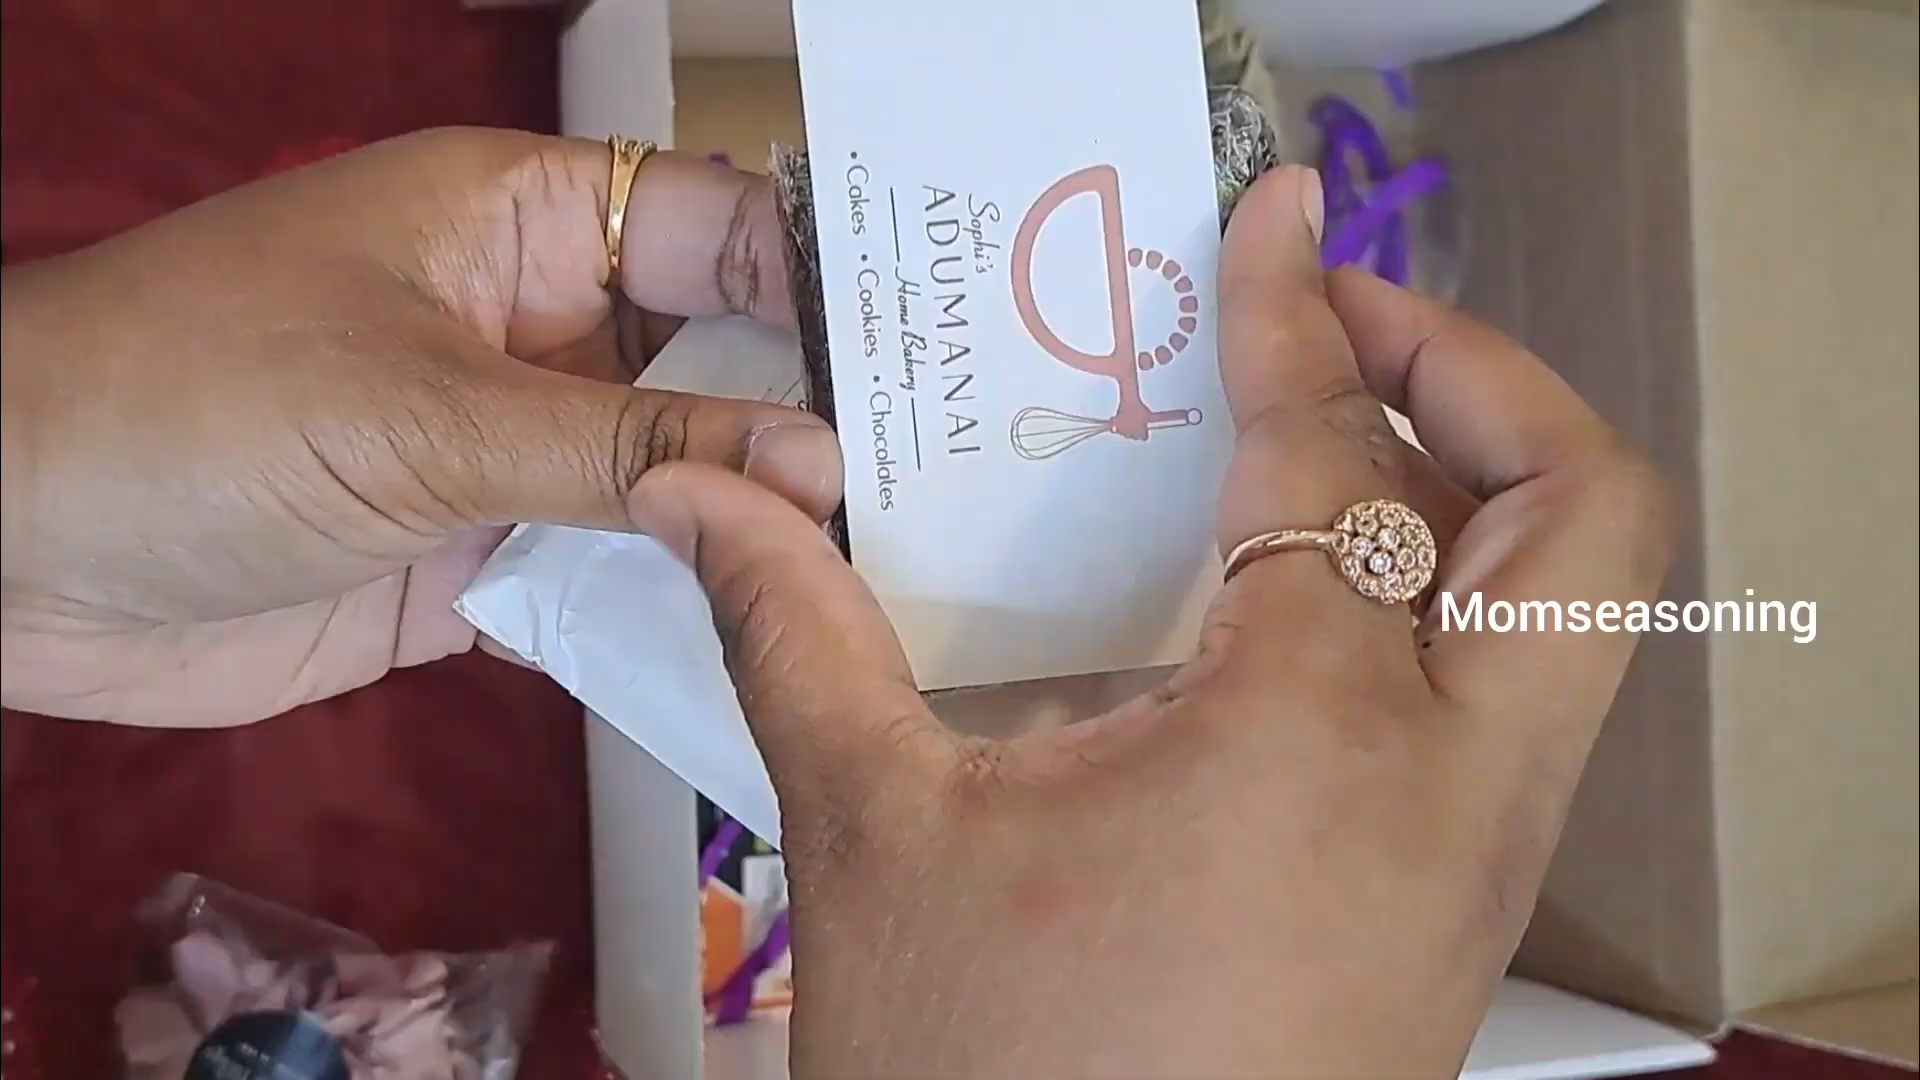 Sophi's
ADUMANAI
Home Bakery
• Cakes • Cookies • Chocolates
Momseasoning